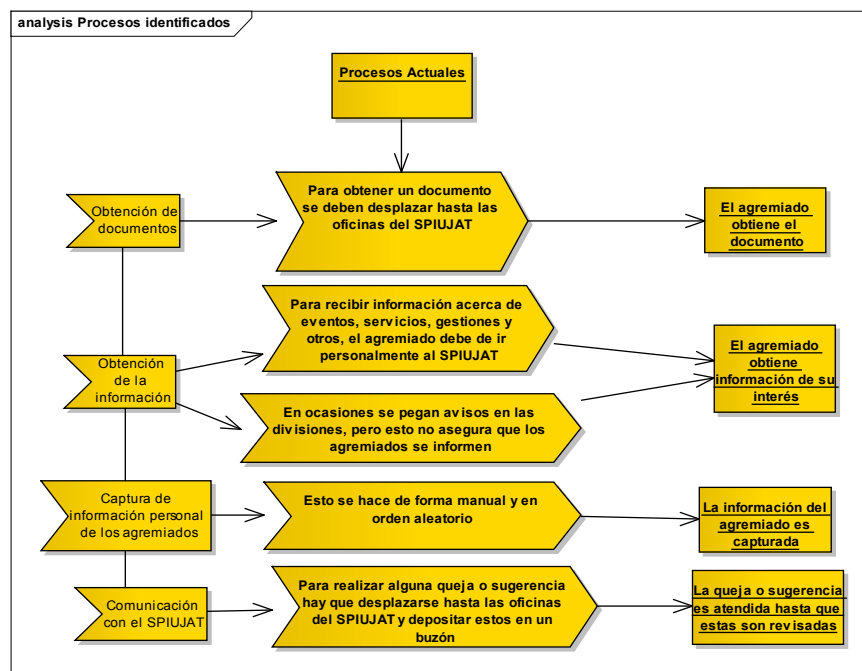 analysis Procesos identificados
Procesos Actuales
Obtención de
documentos
Para obtener un documento
se deben desplazar hasta las
oficinas del SPIUJAT
El agremiado
obtiene el
documento
Obtención
de la
información
Para recibir información acerca de
eventos, servicios, gestiones y
otros, el agremiado debe de ir
personalmente al SPIUJAT
En ocasiones se pegan avisos en las
divisiones, pero esto no asegura que los
agremiados se informen
El agremiado
obtiene
información de su
interés
Captura de
información personal
de los agremiados
Esto se hace de forma manual y en
orden aleatorio
La información del
agremiado es
capturada
Comunicación
con el SPIUJAT
Para realizar alguna queja o sugerencia
hay que desplazarse hasta las oficinas
del SPIUJAT y depositar estos en un
buzón
La queja o sugerencia
es atendida hasta que
estas son revisadas